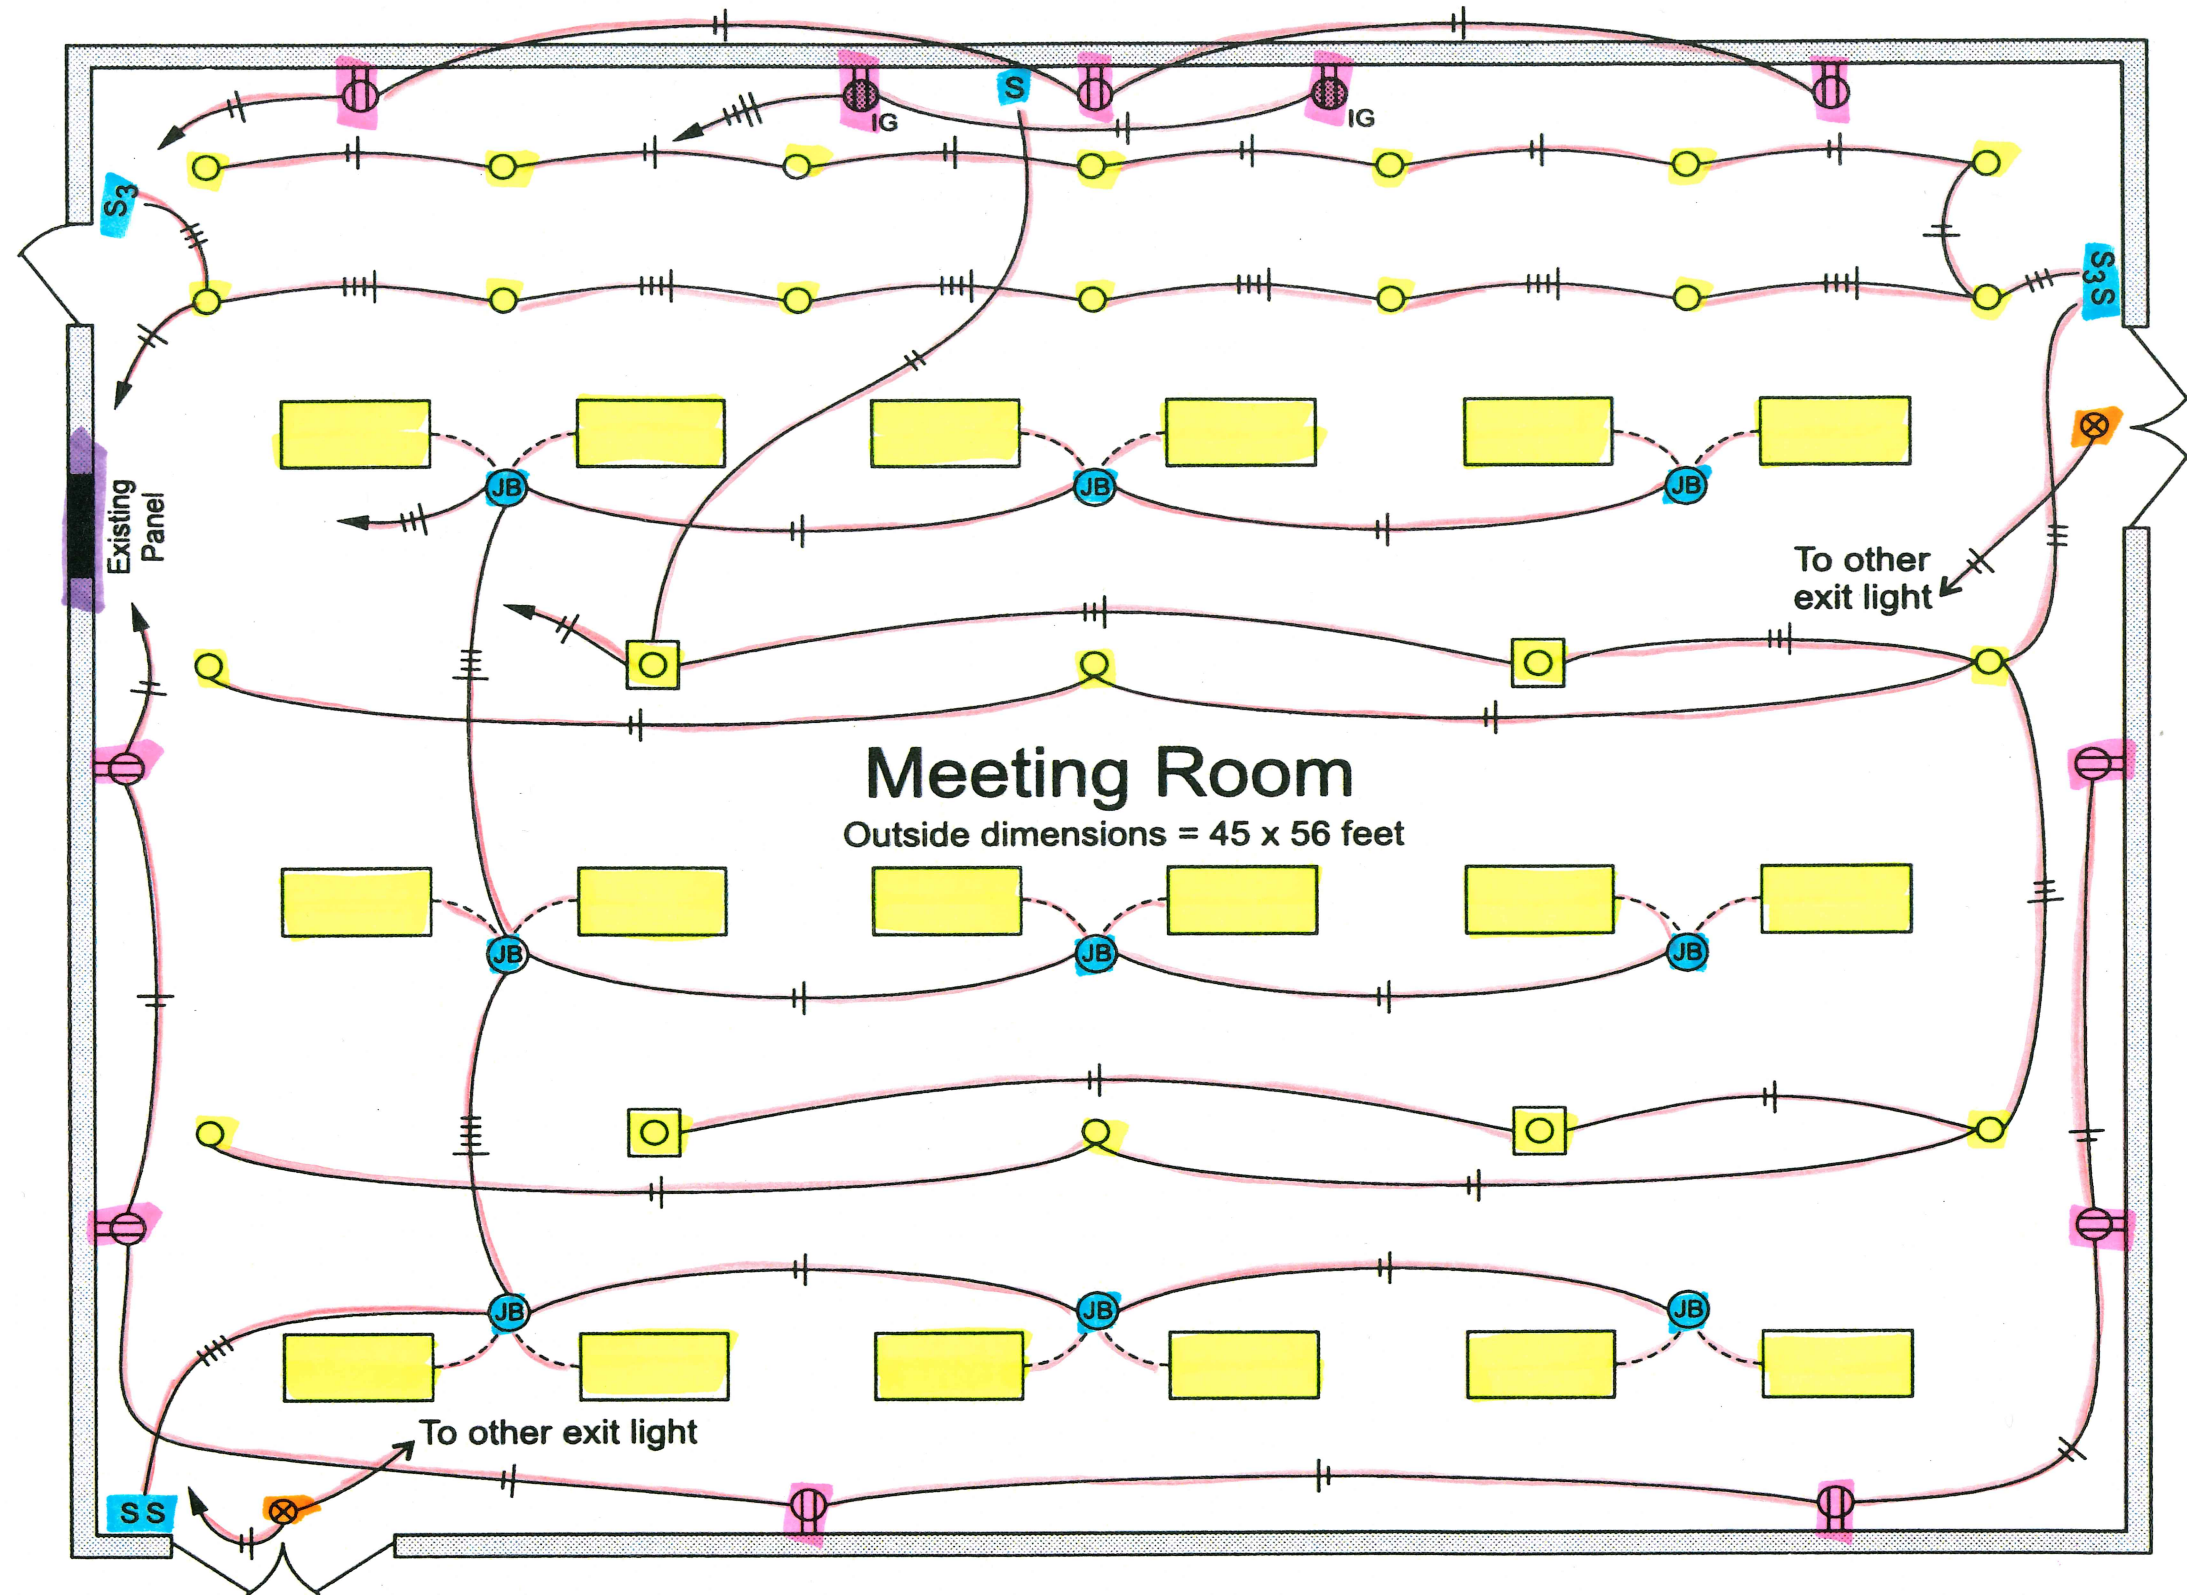 S
IG
IG
S3
S3 S
Existing
Panel
JB
JB
JB
To other
exit light
Meeting Room
Outside dimensions = 45 x 56 feet
JB
JB
JB
JB
JB
JB
To other exit light
S S